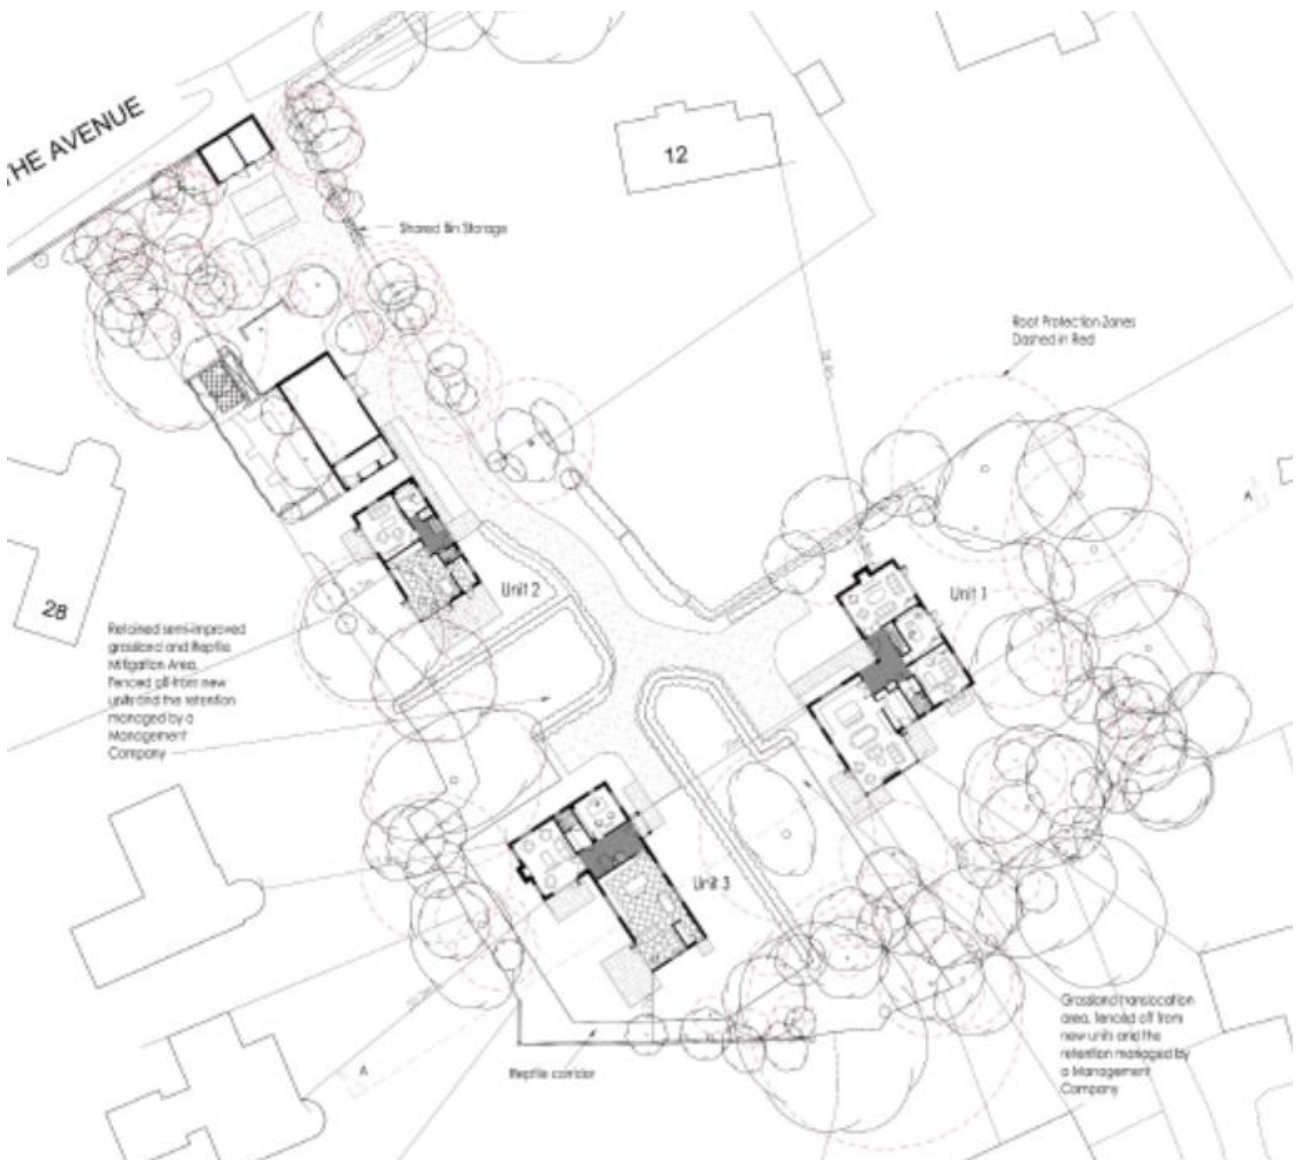 THE AVENUE
12
Shared Bin Storage
Root Protection Zones
Dashed in Red
A
Unit 1
Unit 2
28
Retained semi-improved
grassland and Reptile
Mitigation Area.
Fenced off from new
units and the retention
managed by a
Management
Company
Unit 3
Grassland translocation
area, fenced off from
new units and the
retention managed by
a Management
Company
A
Reptile corridor